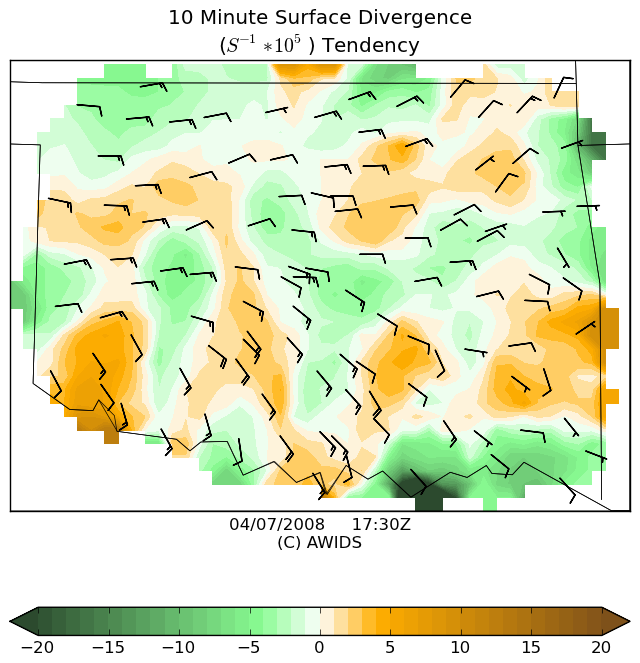 10 Minute Surface Divergence
(S⁻¹ * 10⁵ ) Tendency
04/07/2008 17:30Z
(C) AWIDS
−20 −15 −10 −5 0 5 10 15 20